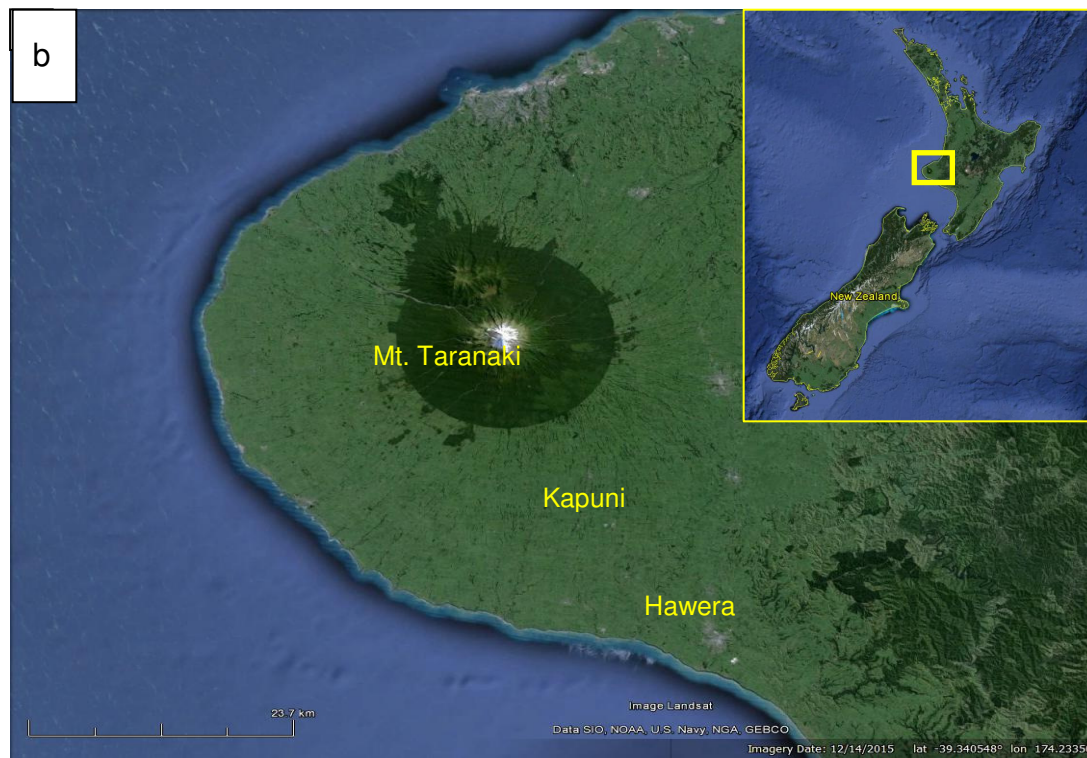 b
New Zealand
Mt. Taranaki
Kapuni
Hawera
23.7 km
Image Landsat
Data SIO, NOAA, U.S. Navy, NGA, GEBCO
Imagery Date: 12/14/2015 lat -39.340548° lon 174.23350